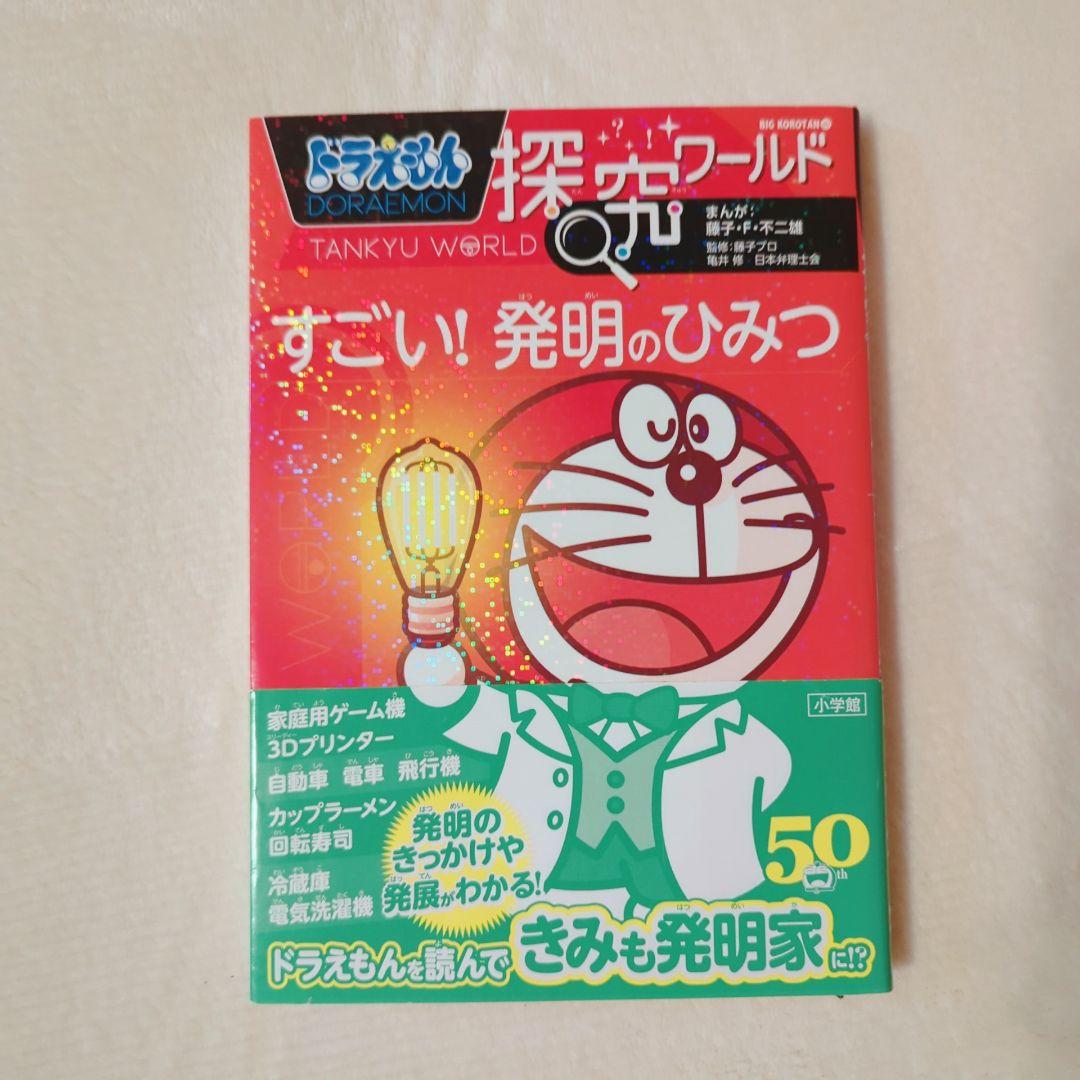 BIG KOROTAN
ドラえもん
DORAEMON
探究ワールド
TANKYU WORLD
まんが：
藤子・F・不二雄
監修：藤子プロ
亀井 修 日本弁理士会
すごい！発明のひみつ
小学館
家庭用ゲーム機
3Dプリンター
自動車 電車 飛行機
カップラーメン
回転寿司
冷蔵庫
電気洗濯機
発明の
きっかけや
発展がわかる！
50th
ドラえもんを読んできみも発明家に!?